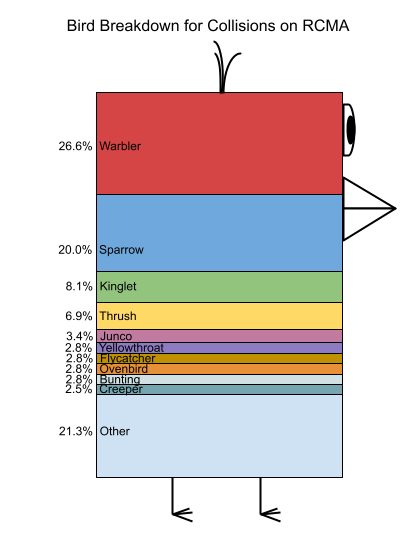 Bird Breakdown for Collisions on RCMA
26.6% Warbler
20.0% Sparrow
8.1% Kinglet
6.9% Thrush
3.4% Junco
2.8% Yellowthroat
2.8% Flycatcher
2.8% Ovenbird
2.8% Bunting
2.5% Creeper
21.3% Other